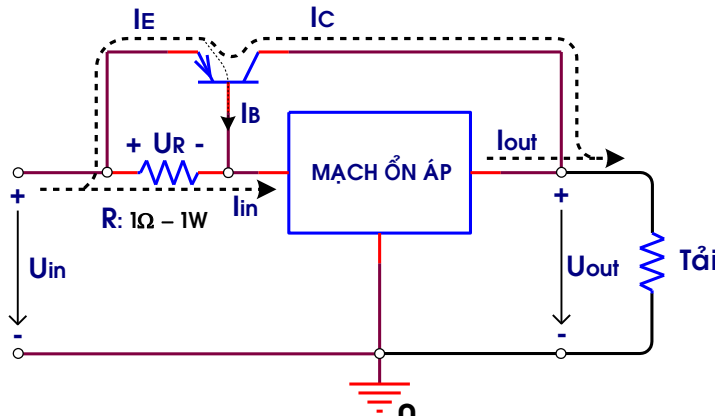 IE
IC
IB
+ UR -
Iout
MẠCH ỔN ÁP
+
Iin
R: 1Ω – 1W
+
Uin
Uout
Tải
-
-
0